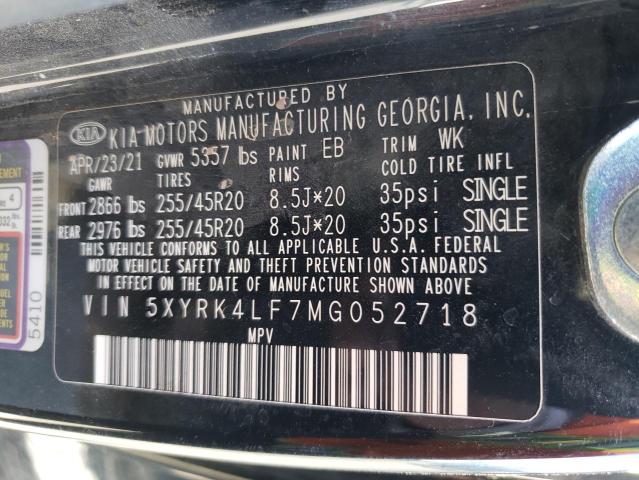 MANUFACTURED BY
KIA KIA MOTORS MANUFACTURING GEORGIA, INC.
APR/23/21 GVWR 5357 lbs PAINT EB TRIM WK
GAWR TIRES RIMS COLD TIRE INFL
FRONT 2866 lbs 255/45R20 8.5J*20 35psi SINGLE
REAR 2976 lbs 255/45R20 8.5J*20 35psi SINGLE
THIS VEHICLE CONFORMS TO ALL APPLICABLE U.S.A. FEDERAL
MOTOR VEHICLE SAFETY AND THEFT PREVENTION STANDARDS
IN EFFECT ON THE DATE OF MANUFACTURE SHOWN ABOVE.
VIN 5XYRK4LF7MG052718
MPV
5410